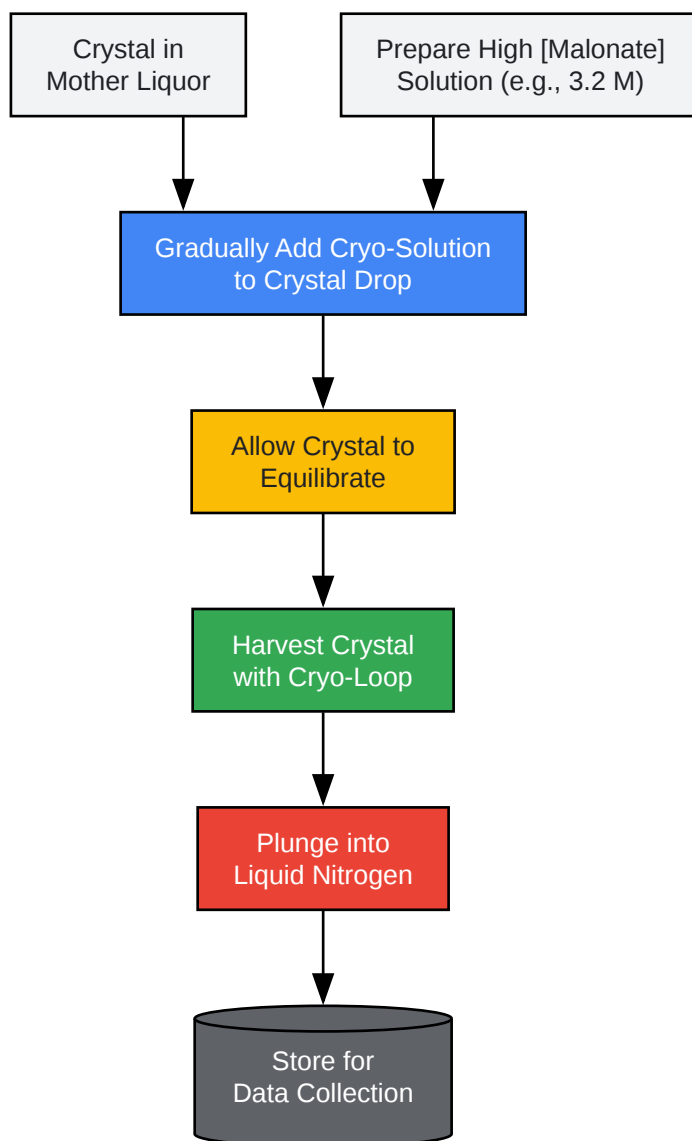 Crystal in
Mother Liquor
Prepare High [Malonate]
Solution (e.g., 3.2 M)
Gradually Add Cryo-Solution
to Crystal Drop
Allow Crystal to
Equilibrate
Harvest Crystal
with Cryo-Loop
Plunge into
Liquid Nitrogen
Store for
Data Collection